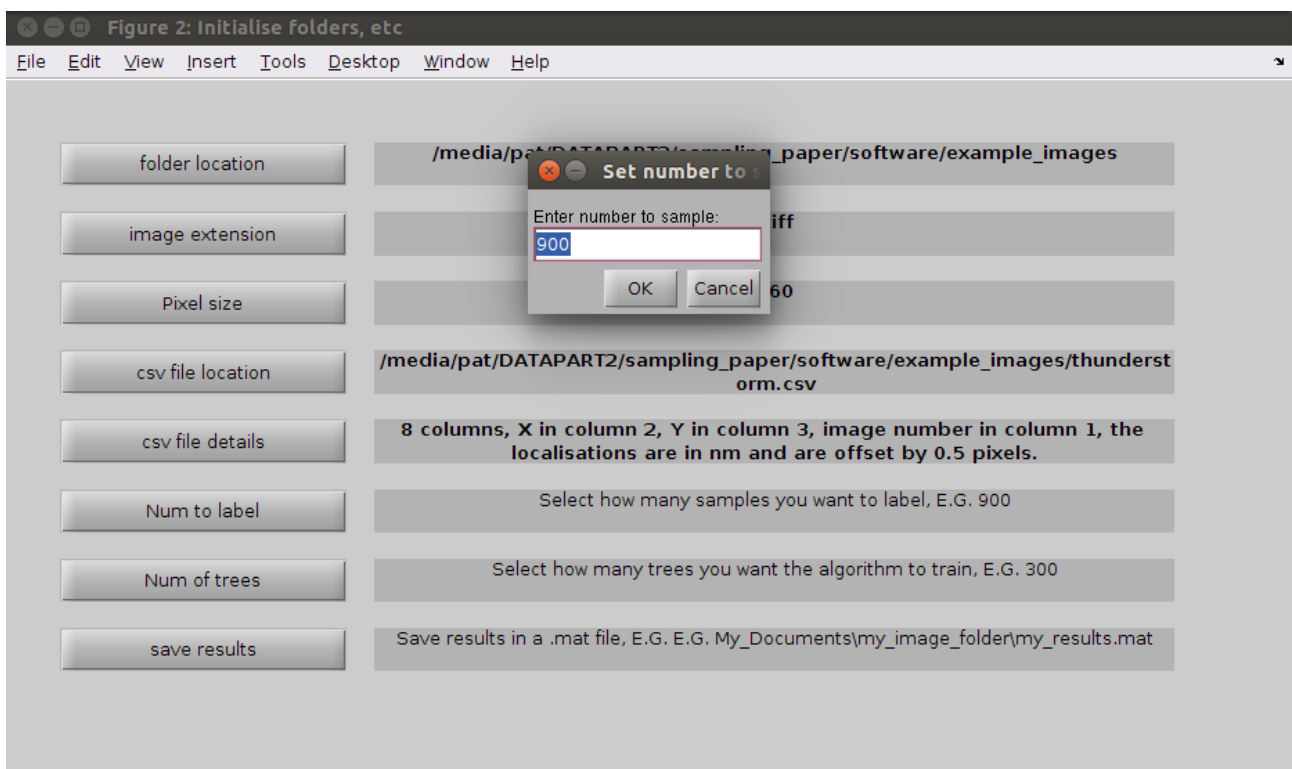 Figure 2: Initialise folders, etc
File Edit View Insert Tools Desktop Window Help
folder location
_paper/software/example_images
image extension
Pixel size
60
csv file location
/media/pat/DATAPART2/sampling_paper/software/example_images/thunderst
orm.csv
csv file details
8 columns, X in column 2, Y in column 3, image number in column 1, the
localisations are in nm and are offset by 0.5 pixels.
Num to label
Select how many samples you want to label, E.G. 900
Num of trees
Select how many trees you want the algorithm to train, E.G. 300
save results
Save results in a .mat file, E.G. E.G. My_Documents\my_image_folder\my_results.mat
Set number to
Enter number to sample:
900
OK Cancel